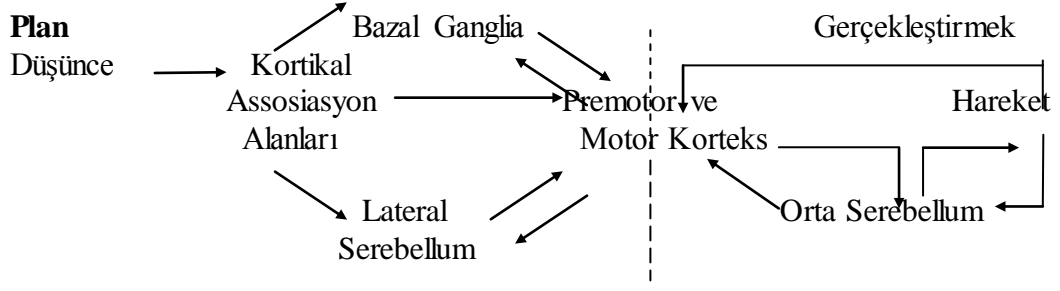 Plan
Düşünce
Bazal Ganglia
Kortikal
Assosiasyon
Alanları
Lateral
Serebellum
Premotor ve
Motor Korteks
Gerçekleştirmek
Hareket
Orta Serebellum